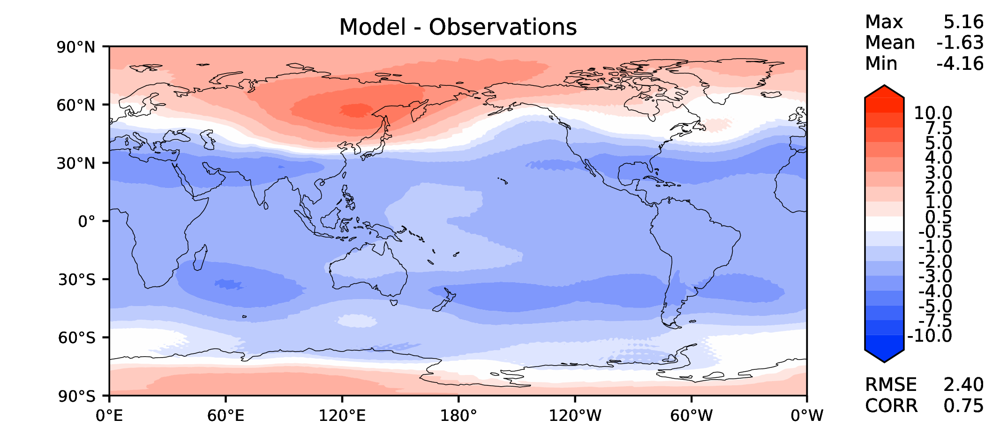 Model - Observations
Max 5.16
Mean -1.63
Min -4.16
90°N
60°N
30°N
0°
30°S
60°S
90°S
0°E 60°E 120°E 180° 120°W 60°W 0°W
10.0
7.5
5.0
4.0
3.0
2.0
1.0
0.5
-0.5
-1.0
-2.0
-3.0
-4.0
-5.0
-7.5
-10.0
RMSE 2.40
CORR 0.75